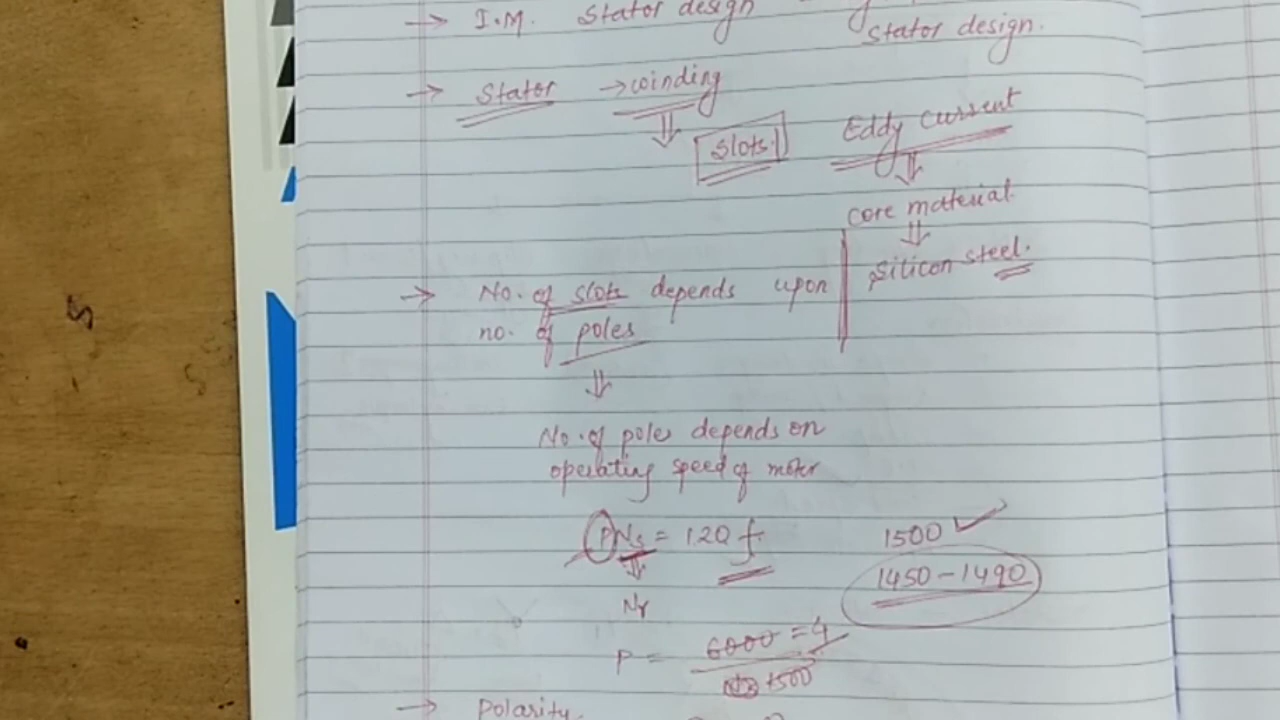 → I.M. Stator design
Stator design.
→ Stator → winding
⇓ Slots
Eddy current
⇓
Core material
⇓
Silicon steel.
→ No. of slots depends upon
no. of poles
⇓
No. of poles depends on
operating speed of motor
PNs = 120 f
⇓
Nr
1500 ✓
1450-1490
P = 6000 = 4
1500
→ Polarity